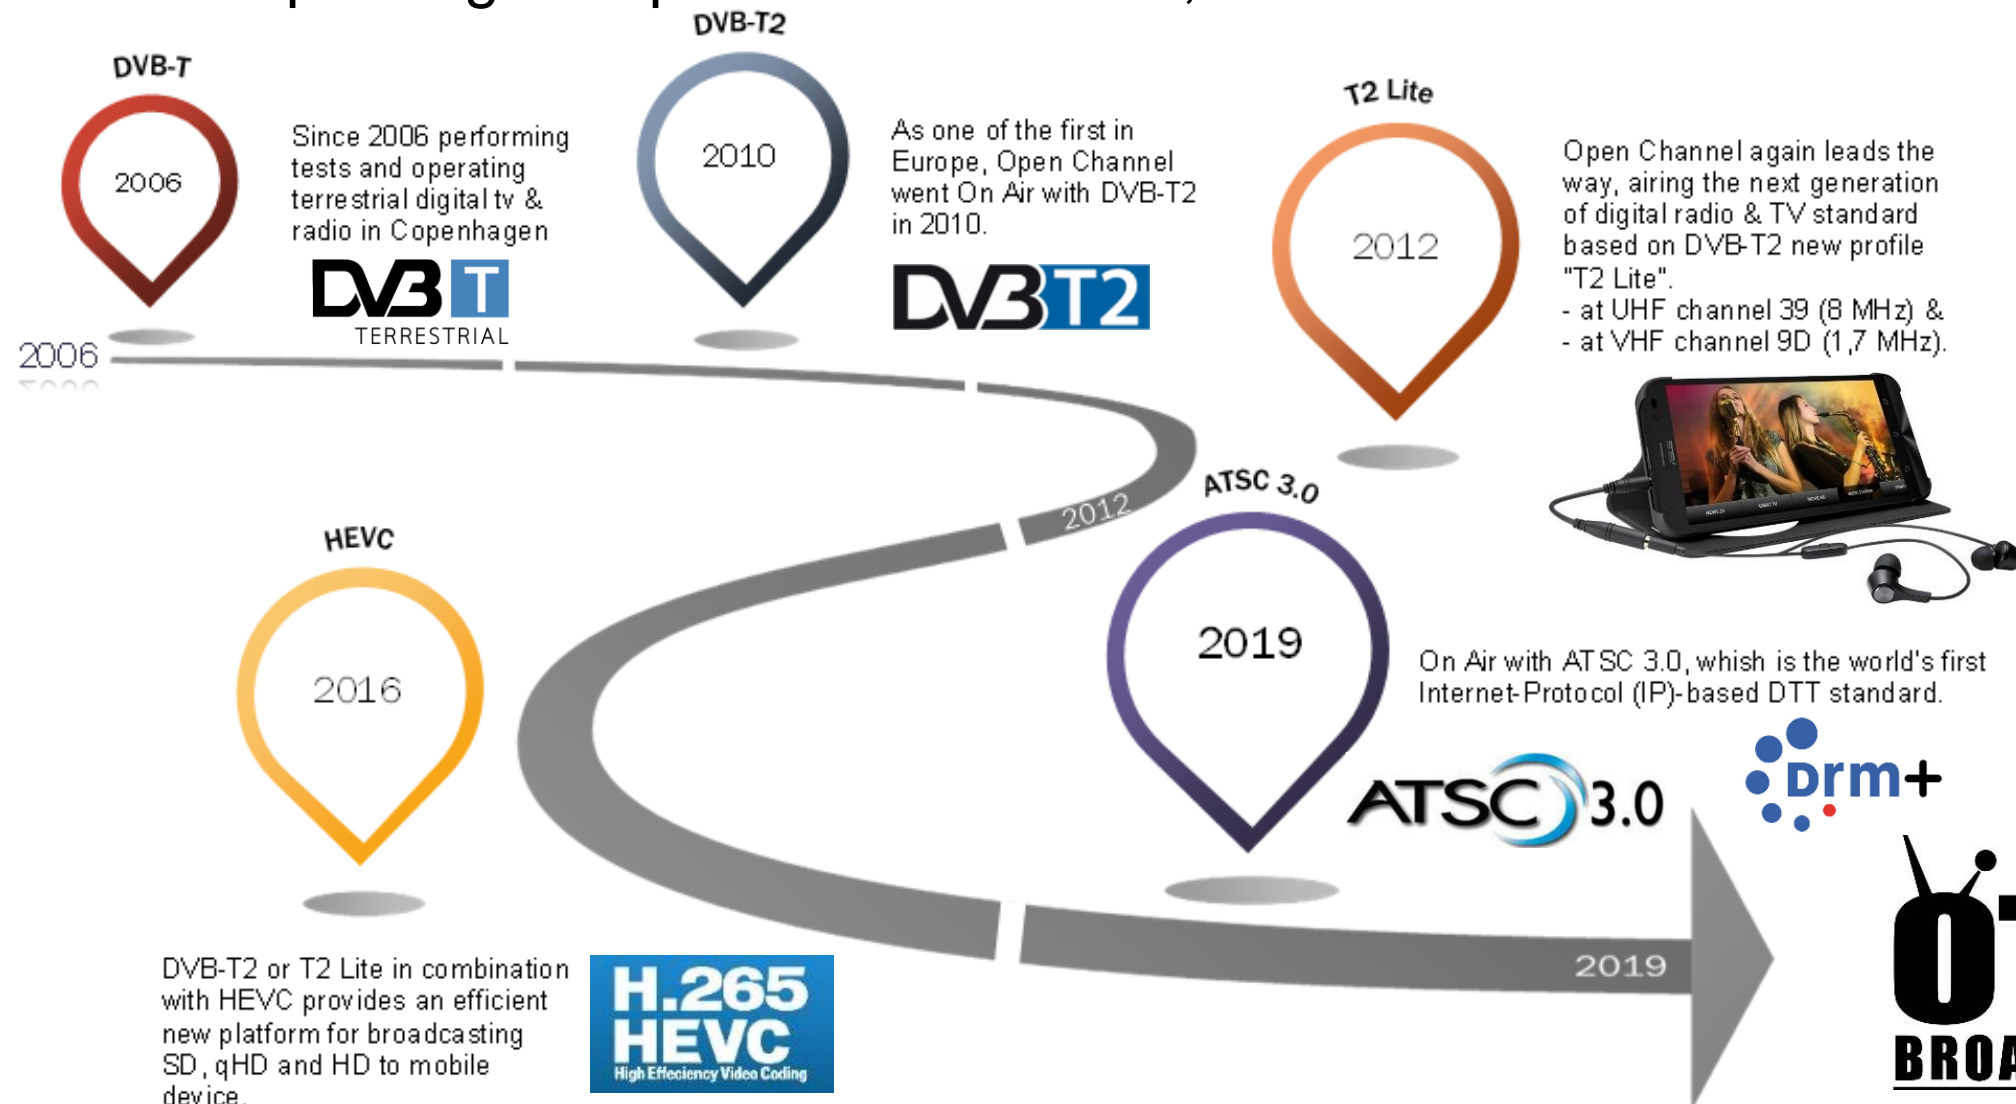 DVB-T
2006
Since 2006 performing
tests and operating
terrestrial digital tv &
radio in Copenhagen
DVB T
TERRESTRIAL
DVB-T2
2010
As one of the first in
Europe, Open Channel
went On Air with DVB-T2
in 2010.
DVB T2
T2 Lite
2012
Open Channel again leads the
way, airing the next generation
of digital radio & TV standard
based on DVB-T2 new profile
"T2 Lite".
- at UHF channel 39 (8 MHz) &
- at VHF channel 9D (1,7 MHz).
2006
2012
HEVC
2016
DVB-T2 or T2 Lite in combination
with HEVC provides an efficient
new platform for broadcasting
SD, qHD and HD to mobile
device.
H.265
HEVC
High Effeciency Video Coding
ATSC 3.0
2019
On Air with ATSC 3.0, whish is the world's first
Internet-Protocol (IP)-based DTT standard.
ATSC 3.0
Drm+
2019